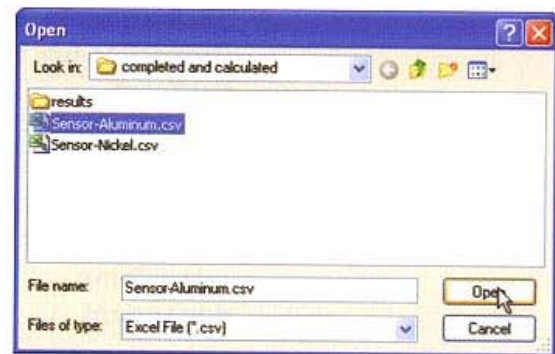 Open
Look in: completed and calculated
results
Sensor-Aluminum.csv
Sensor-Nickel.csv
File name: Sensor-Aluminum.csv Open
Files of type: Excel File (*.csv) Cancel